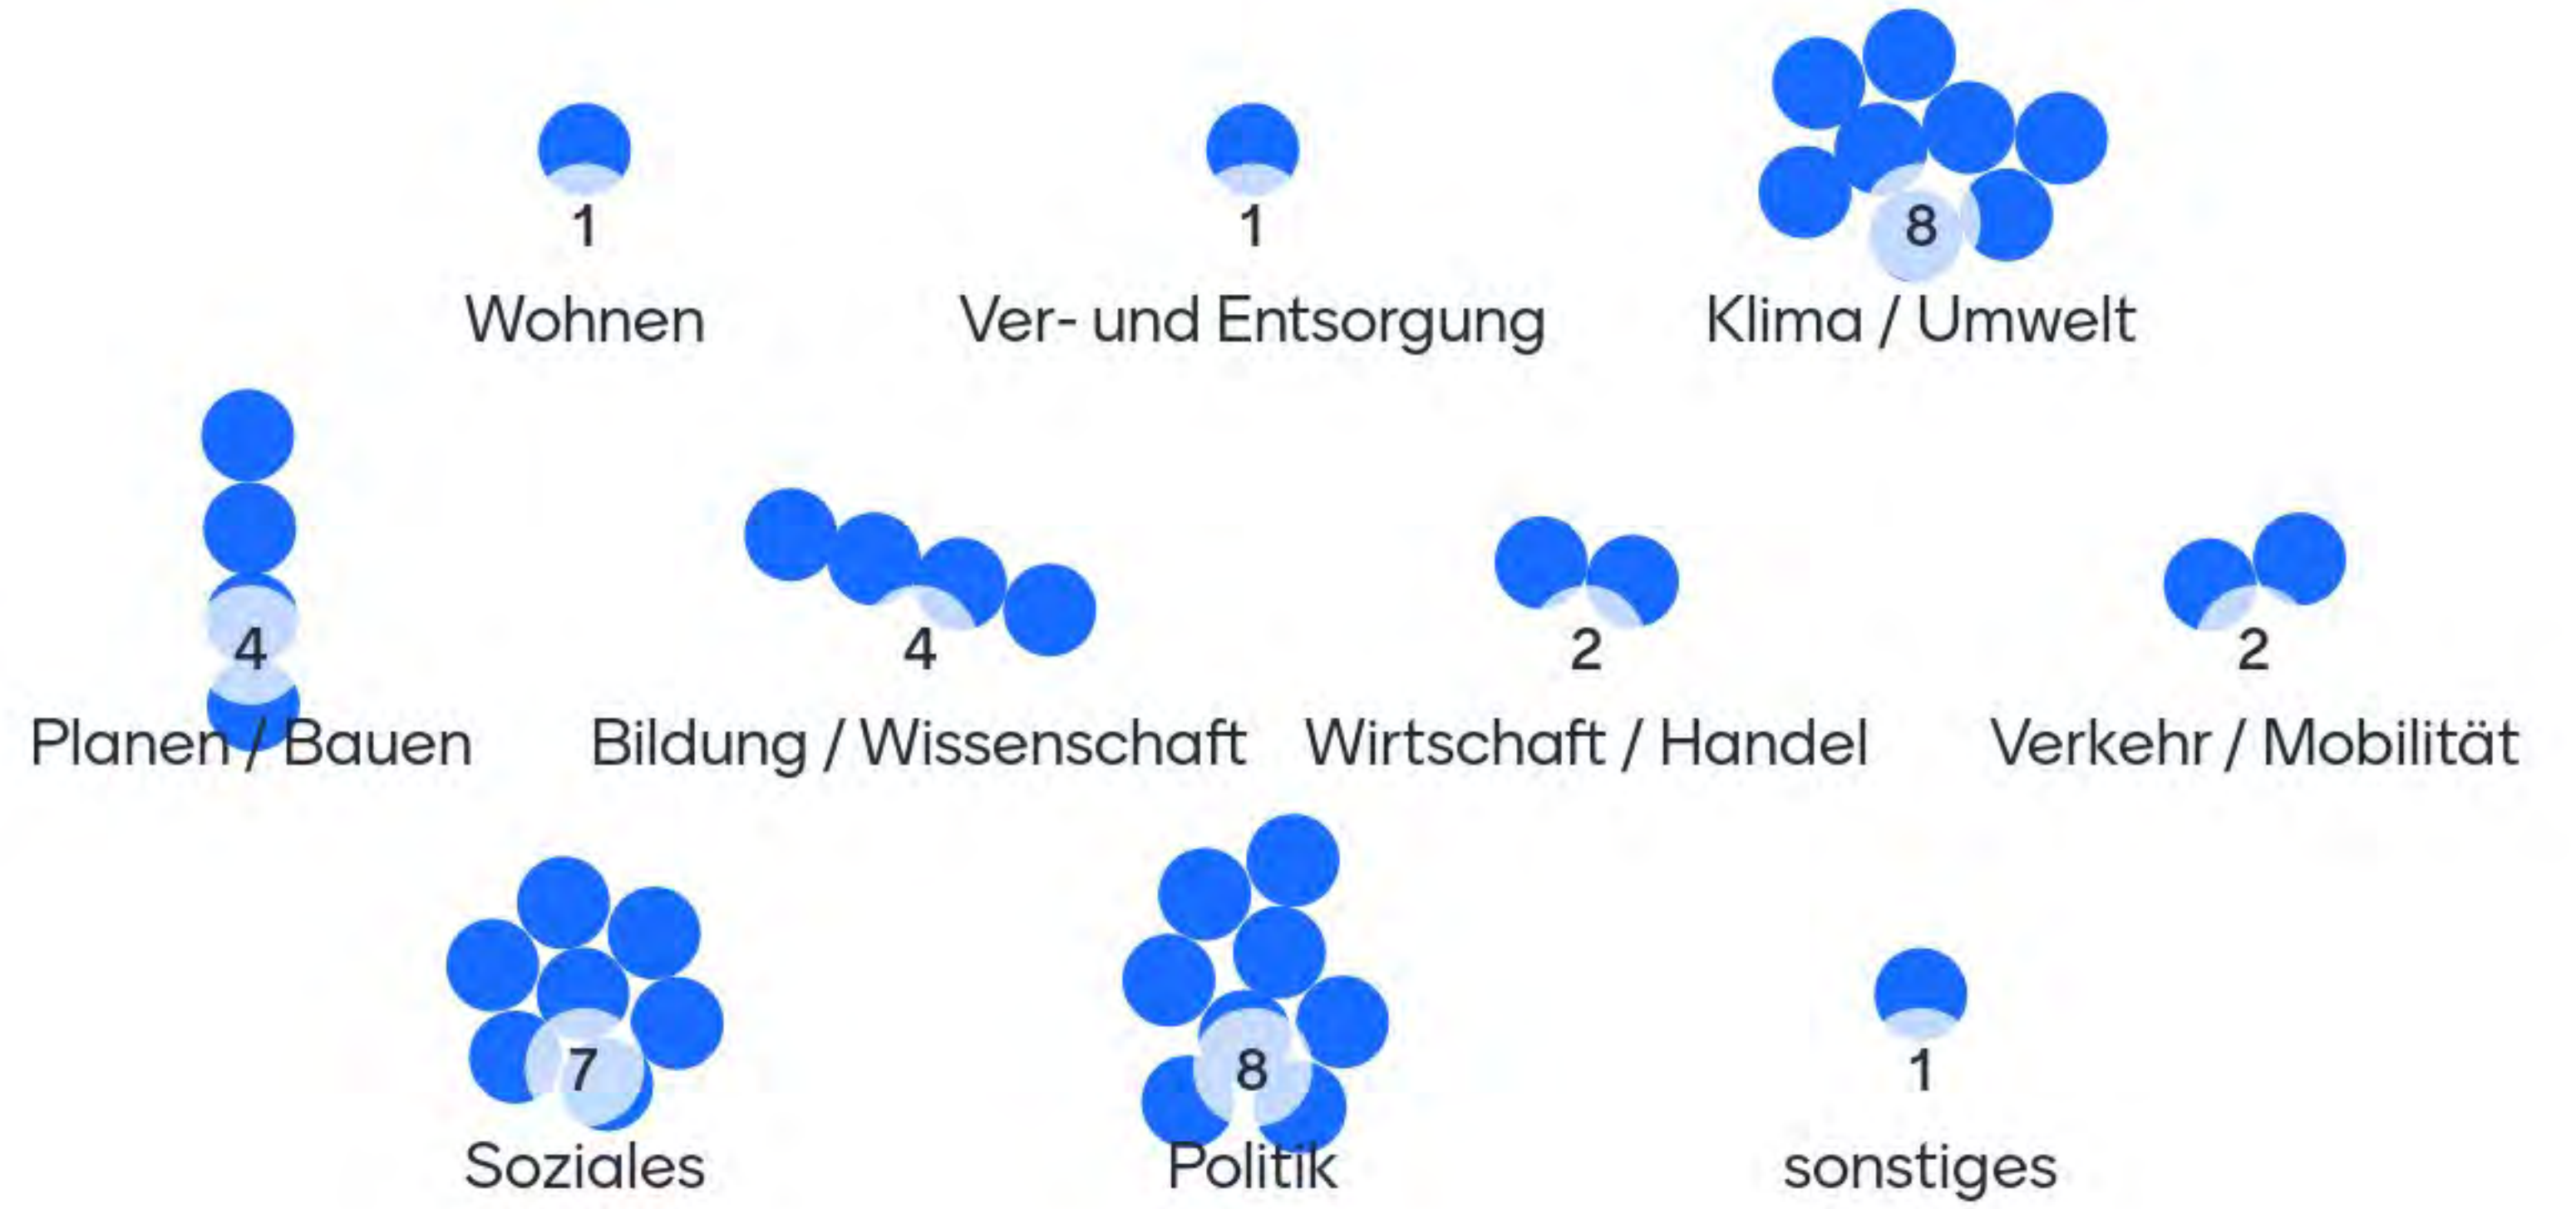 1
Wohnen
1
Ver- und Entsorgung
8
Klima / Umwelt
4
Planen / Bauen
4
Bildung / Wissenschaft
2
Wirtschaft / Handel
2
Verkehr / Mobilität
7
Soziales
8
Politik
1
sonstiges